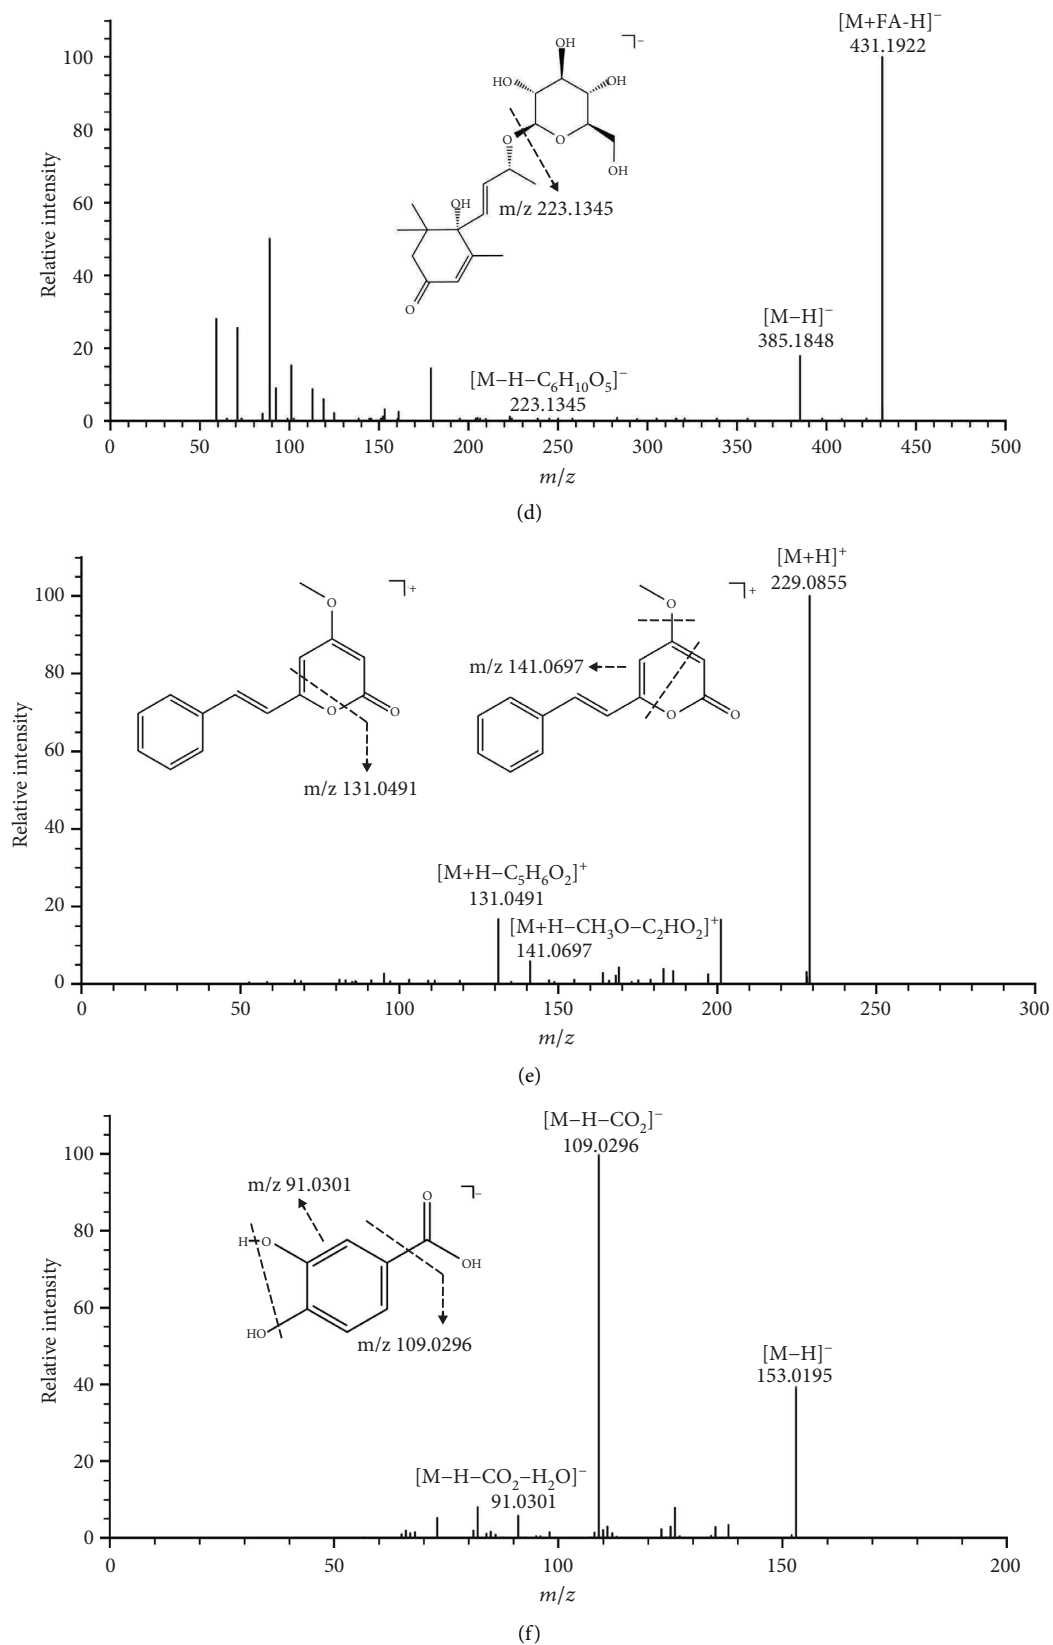 [M+FA-H]⁻
431.1922
100
80
60
40
20
0
Relative intensity
OH
HO
OH
O
O
OH
OH
O
⁻
m/z 223.1345
[M−H]⁻
385.1848
[M−H−C₆H₁₀O₅]⁻
223.1345
0 50 100 150 200 250 300 350 400 450 500
m/z
(d)
[M+H]⁺
229.0855
100
80
60
40
20
0
Relative intensity
O
O
O
+
m/z 131.0491
O
O
O
+
m/z 141.0697
[M+H−C₅H₆O₂]⁺
131.0491
[M+H−CH₃O−C₂HO₂]⁺
141.0697
0 50 100 150 200 250 300
m/z
(e)
[M−H−CO₂]⁻
109.0296
100
80
60
40
20
0
Relative intensity
m/z 91.0301
O
⁻
H O
OH
HO
m/z 109.0296
[M−H]⁻
153.0195
[M−H−CO₂−H₂O]⁻
91.0301
0 50 100 150 200
m/z
(f)